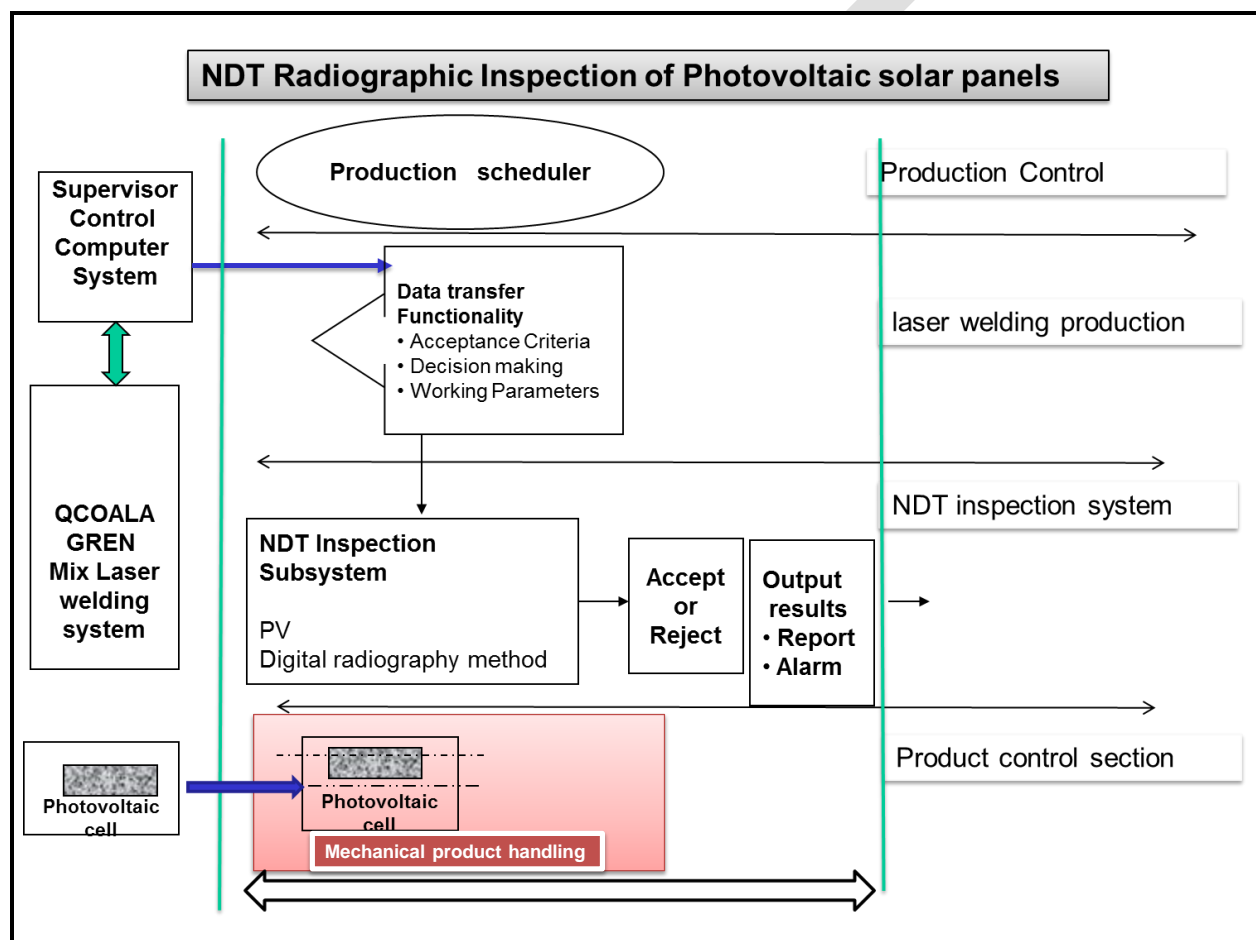 NDT Radiographic Inspection of Photovoltaic solar panels
Production scheduler
Production Control
Supervisor
Control
Computer
System
Data transfer
Functionality
• Acceptance Criteria
• Decision making
• Working Parameters
laser welding production
QCOALA
GREN
Mix Laser
welding
system
NDT inspection system
NDT Inspection
Subsystem
PV
Digital radiography method
Accept
or
Reject
Output
results
• Report
• Alarm
Product control section
Photovoltaic
cell
Photovoltaic
cell
Mechanical product handling